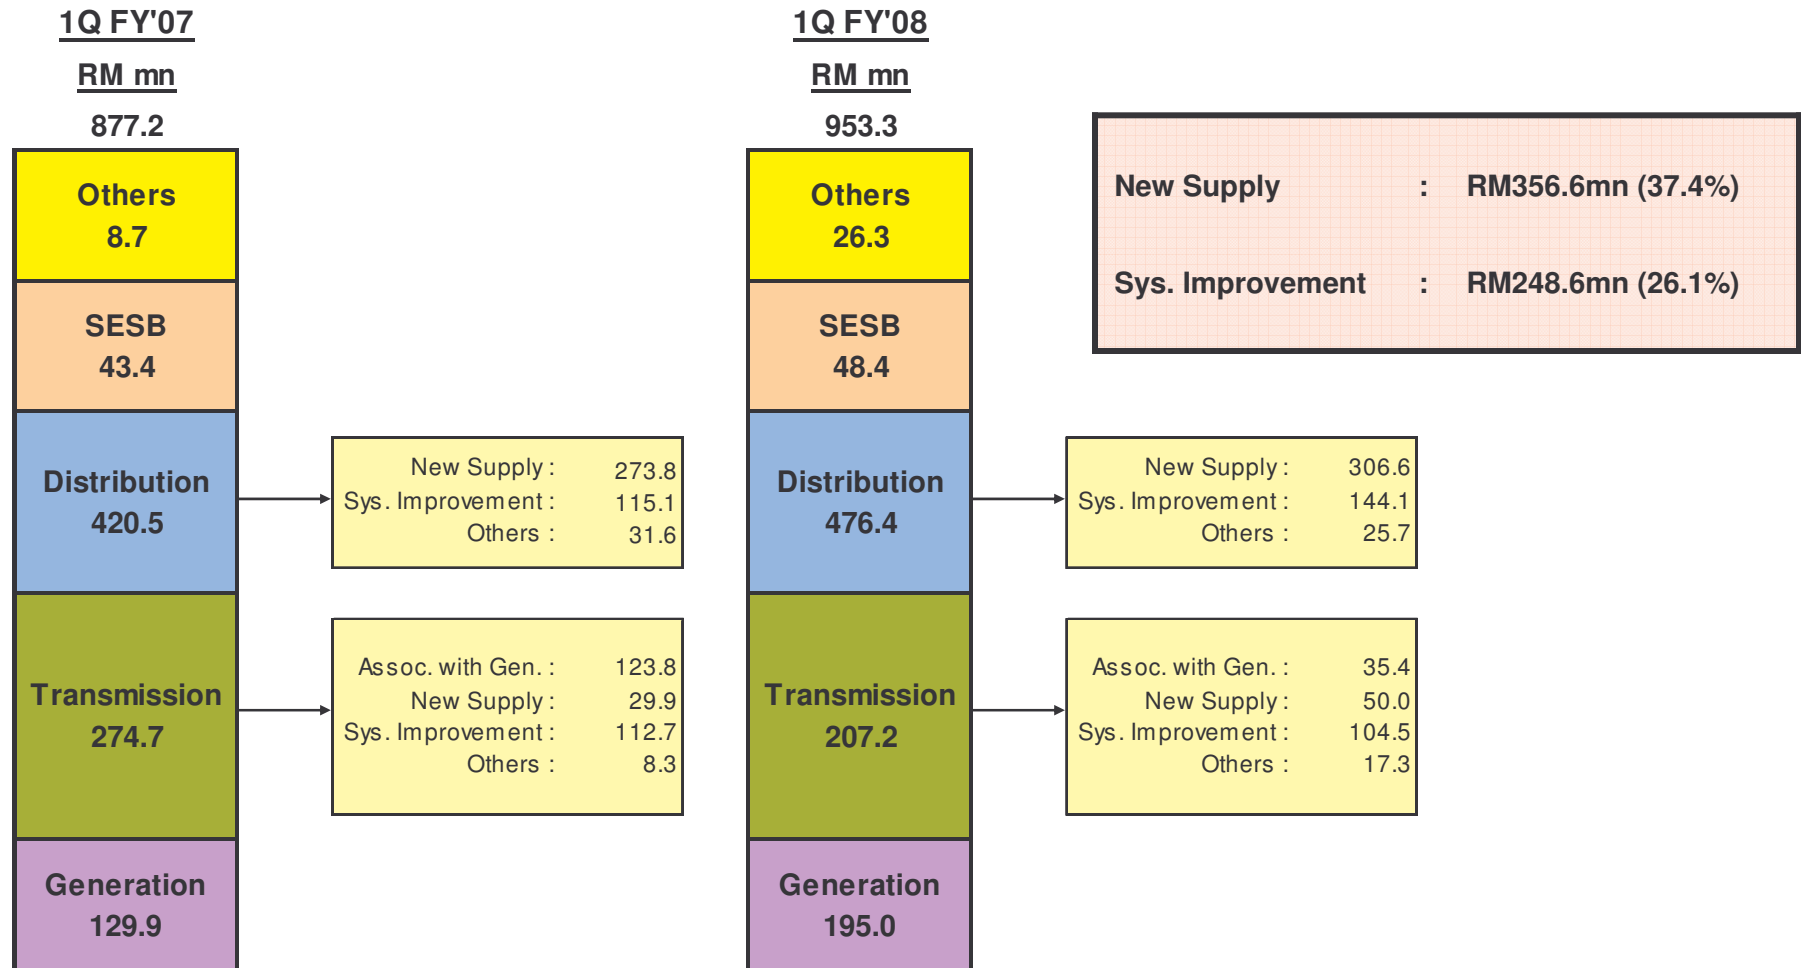 1Q FY'07
RM mn
877.2
Others
8.7
SESB
43.4
Distribution
420.5
New Supply : 273.8
Sys. Improvement : 115.1
Others : 31.6
Transmission
274.7
Assoc. with Gen. : 123.8
New Supply : 29.9
Sys. Improvement : 112.7
Others : 8.3
Generation
129.9
1Q FY'08
RM mn
953.3
Others
26.3
SESB
48.4
Distribution
476.4
New Supply : 306.6
Sys. Improvement : 144.1
Others : 25.7
Transmission
207.2
Assoc. with Gen. : 35.4
New Supply : 50.0
Sys. Improvement : 104.5
Others : 17.3
Generation
195.0
New Supply : RM356.6mn (37.4%)
Sys. Improvement : RM248.6mn (26.1%)